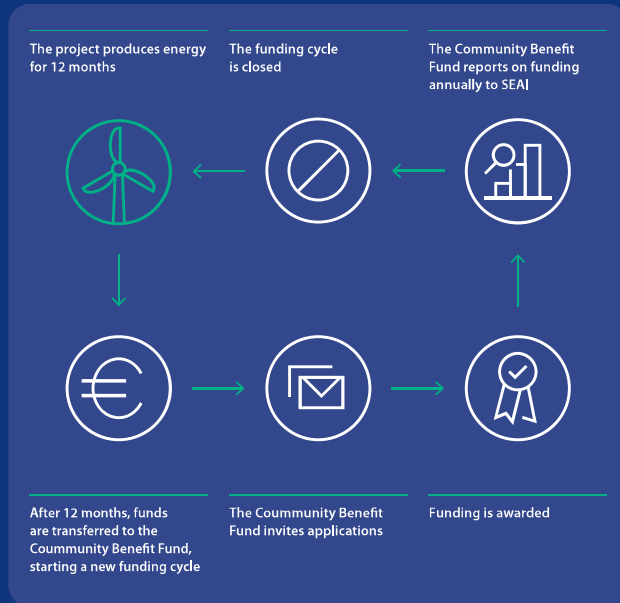 The project produces energy
for 12 months
The funding cycle
is closed
The Community Benefit
Fund reports on funding
annually to SEAI
After 12 months, funds
are transferred to the
Coummunity Benefit Fund,
starting a new funding cycle
The Coummunity Benefit
Fund invites applications
Funding is awarded